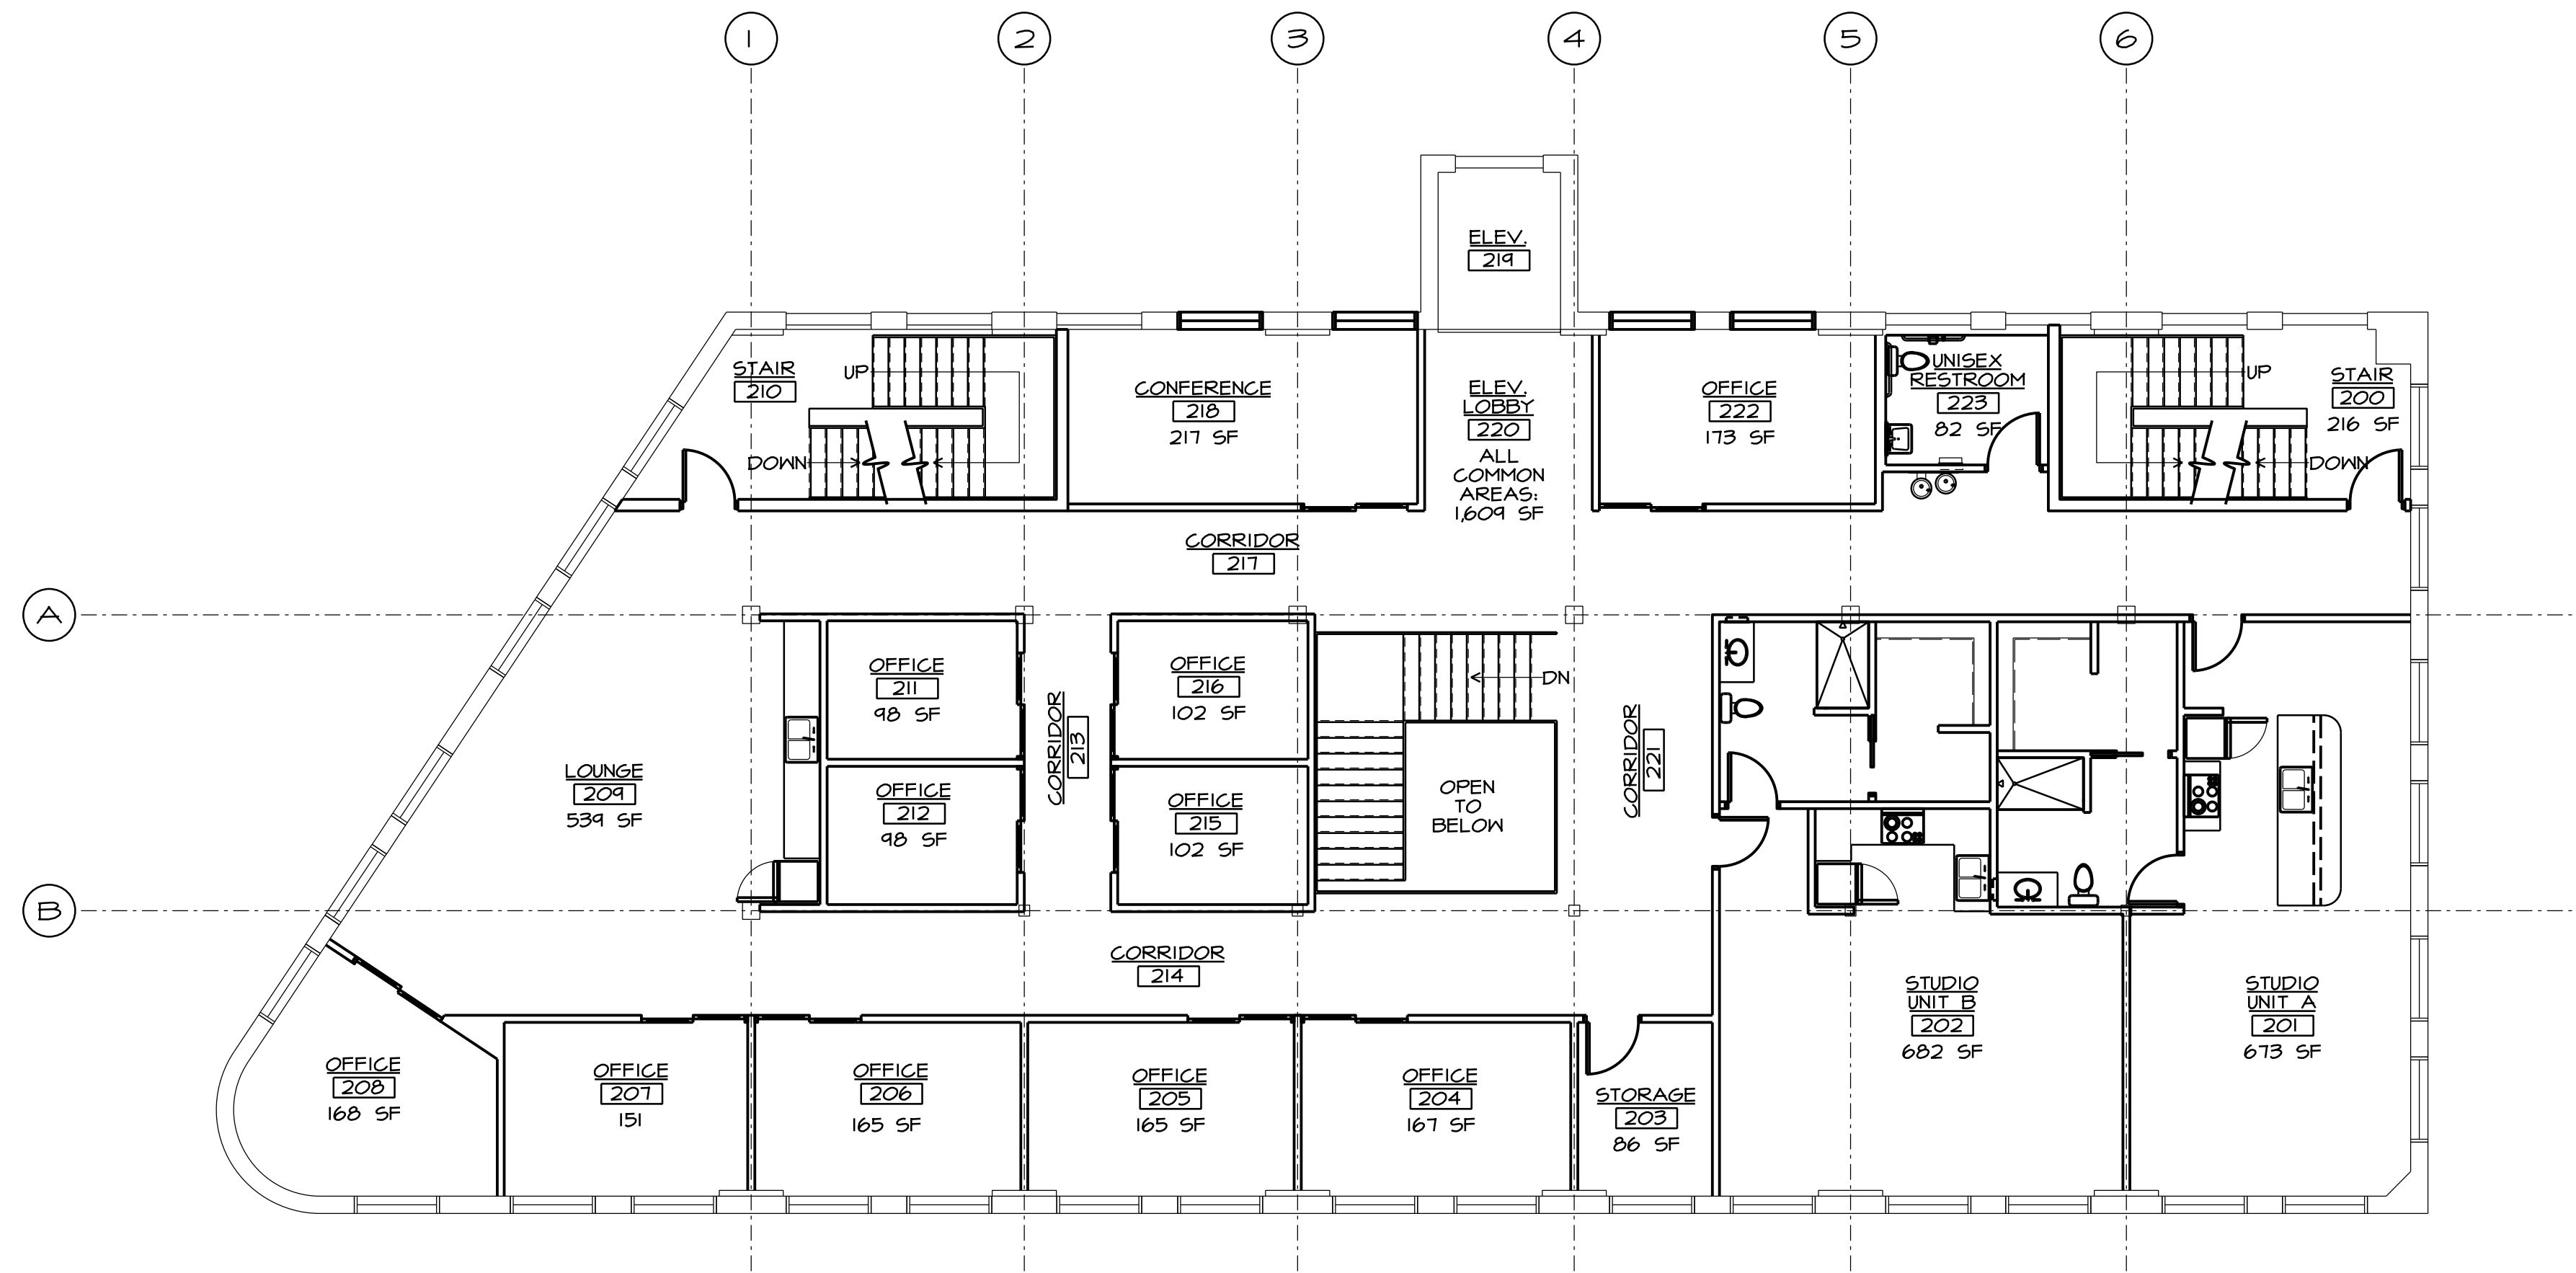 1
2
3
4
5
6
ELEV.
219
STAIR
210
UP
DOWN
CONFERENCE
218
217 SF
ELEV.
LOBBY
220
ALL
COMMON
AREAS:
1,609 SF
OFFICE
222
173 SF
UNISEX
RESTROOM
223
82 SF
UP
STAIR
200
216 SF
DOWN
CORRIDOR
217
A
OFFICE
211
98 SF
CORRIDOR
213
OFFICE
216
102 SF
DN
CORRIDOR
221
LOUNGE
209
539 SF
OFFICE
212
98 SF
OFFICE
215
102 SF
OPEN
TO
BELOW
B
CORRIDOR
214
STUDIO
UNIT B
202
682 SF
STUDIO
UNIT A
201
673 SF
OFFICE
208
168 SF
OFFICE
207
151
OFFICE
206
165 SF
OFFICE
205
165 SF
OFFICE
204
167 SF
STORAGE
203
86 SF